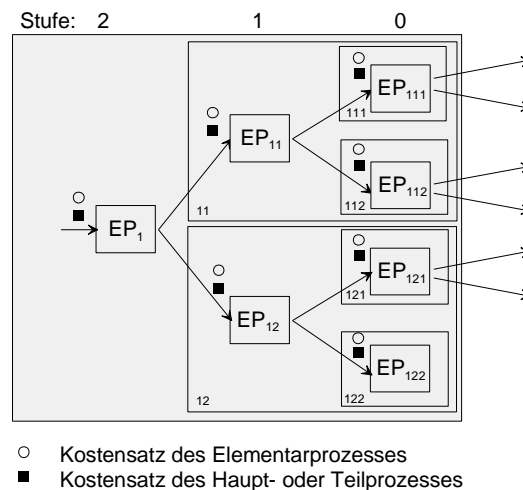 Stufe: 2 1 0
EP111
111
EP11
EP112
112
11
EP1
EP121
121
EP12
EP122
122
12
Kostensatz des Elementarprozesses
Kostensatz des Haupt- oder Teilprozesses